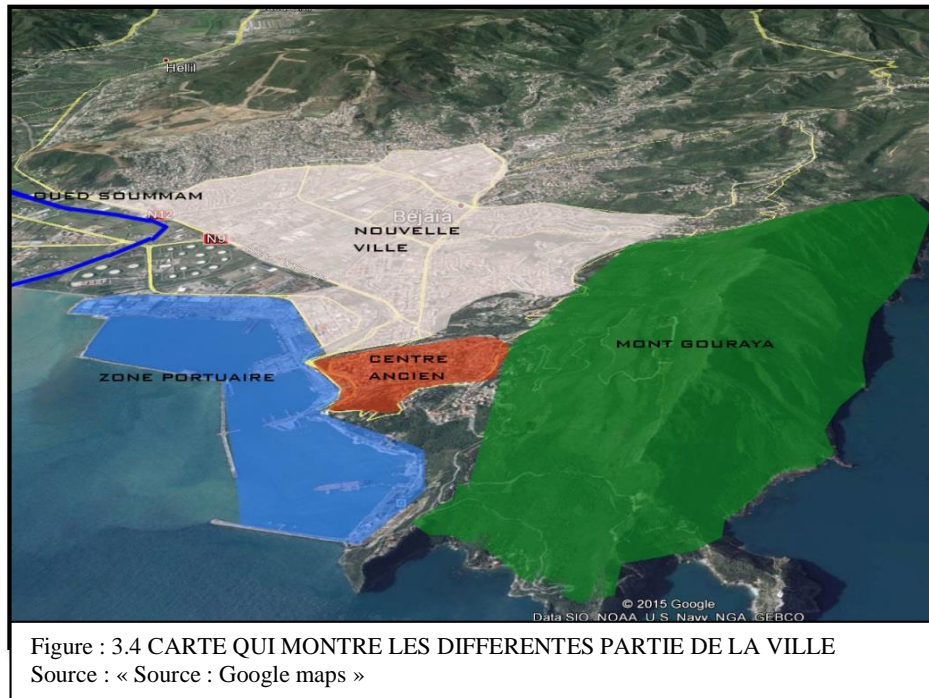 Hellil
OUED SOUMMAM
N12
N9
Béjaïa
NOUVELLE
VILLE
MONT GOURAYA
CENTRE
ANCIEN
ZONE PORTUAIRE
© 2015 Google
Data SIO, NOAA, U.S. Navy, NGA, GEBCO
Figure : 3.4 CARTE QUI MONTRE LES DIFFERENTES PARTIE DE LA VILLE
Source : « Source : Google maps »